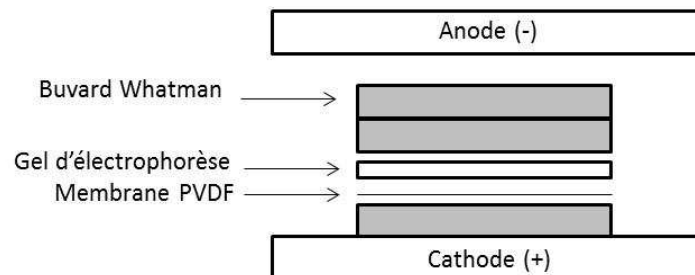 Anode (-)
Buvard Whatman
Gel d'électrophorèse
Membrane PVDF
Cathode (+)